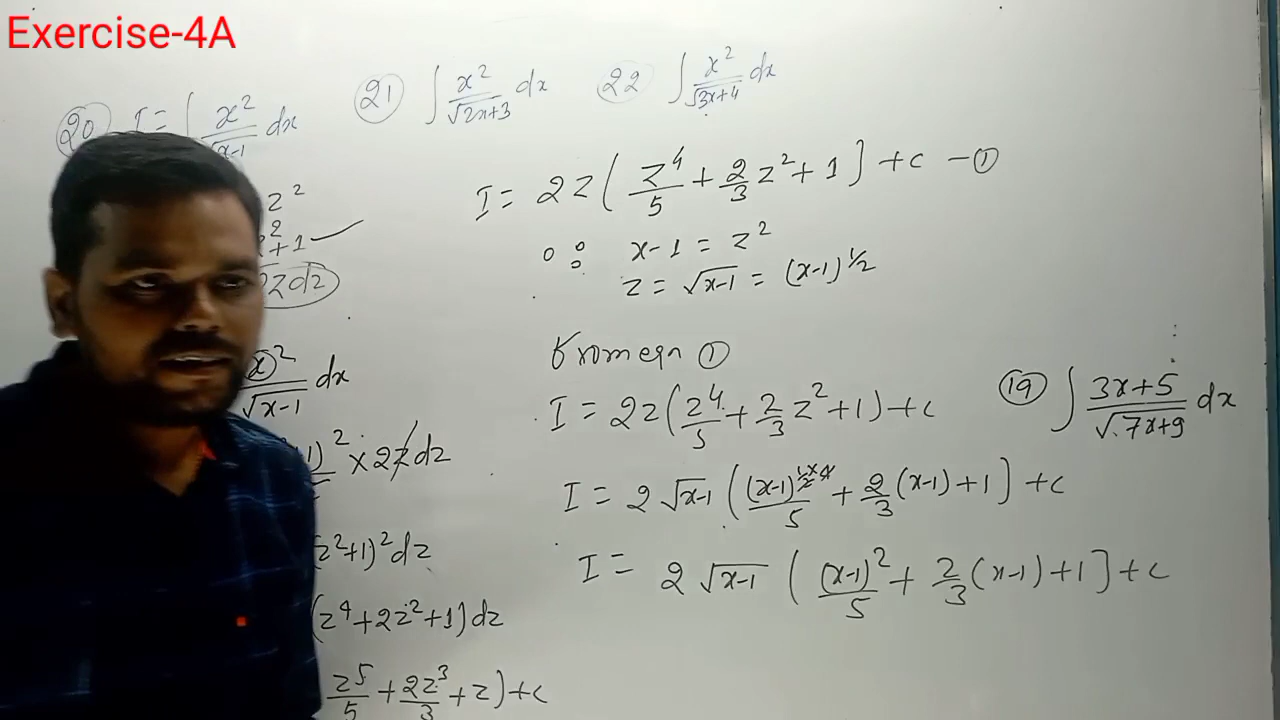 Exercise-4A
20 I = ∫ x²/√x-1 dx
z²
z²+1
2zdz
x²/√x-1 dx
)² × 2z dz
(z²+1)² dz
(z⁴+2z²+1) dz
z⁵/5 + 2z³/3 + z) + c
21 ∫ x²/√2x+3 dx 22 ∫ x²/√3x+4 dx
I = 2z ( z⁴/5 + 2/3 z² + 1 ] + c — ①
∵ x-1 = z²
z = √x-1 = (x-1)^1/2
from eqn ①
I = 2z ( z⁴/5 + 2/3 z² + 1) + c
I = 2 √x-1 ( (x-1)^1/2×4/5 + 2/3 (x-1) + 1 ] + c
I = 2 √x-1 ( (x-1)²/5 + 2/3 (x-1) + 1 ] + c
19 ∫ 3x+5/√7x+9 dx